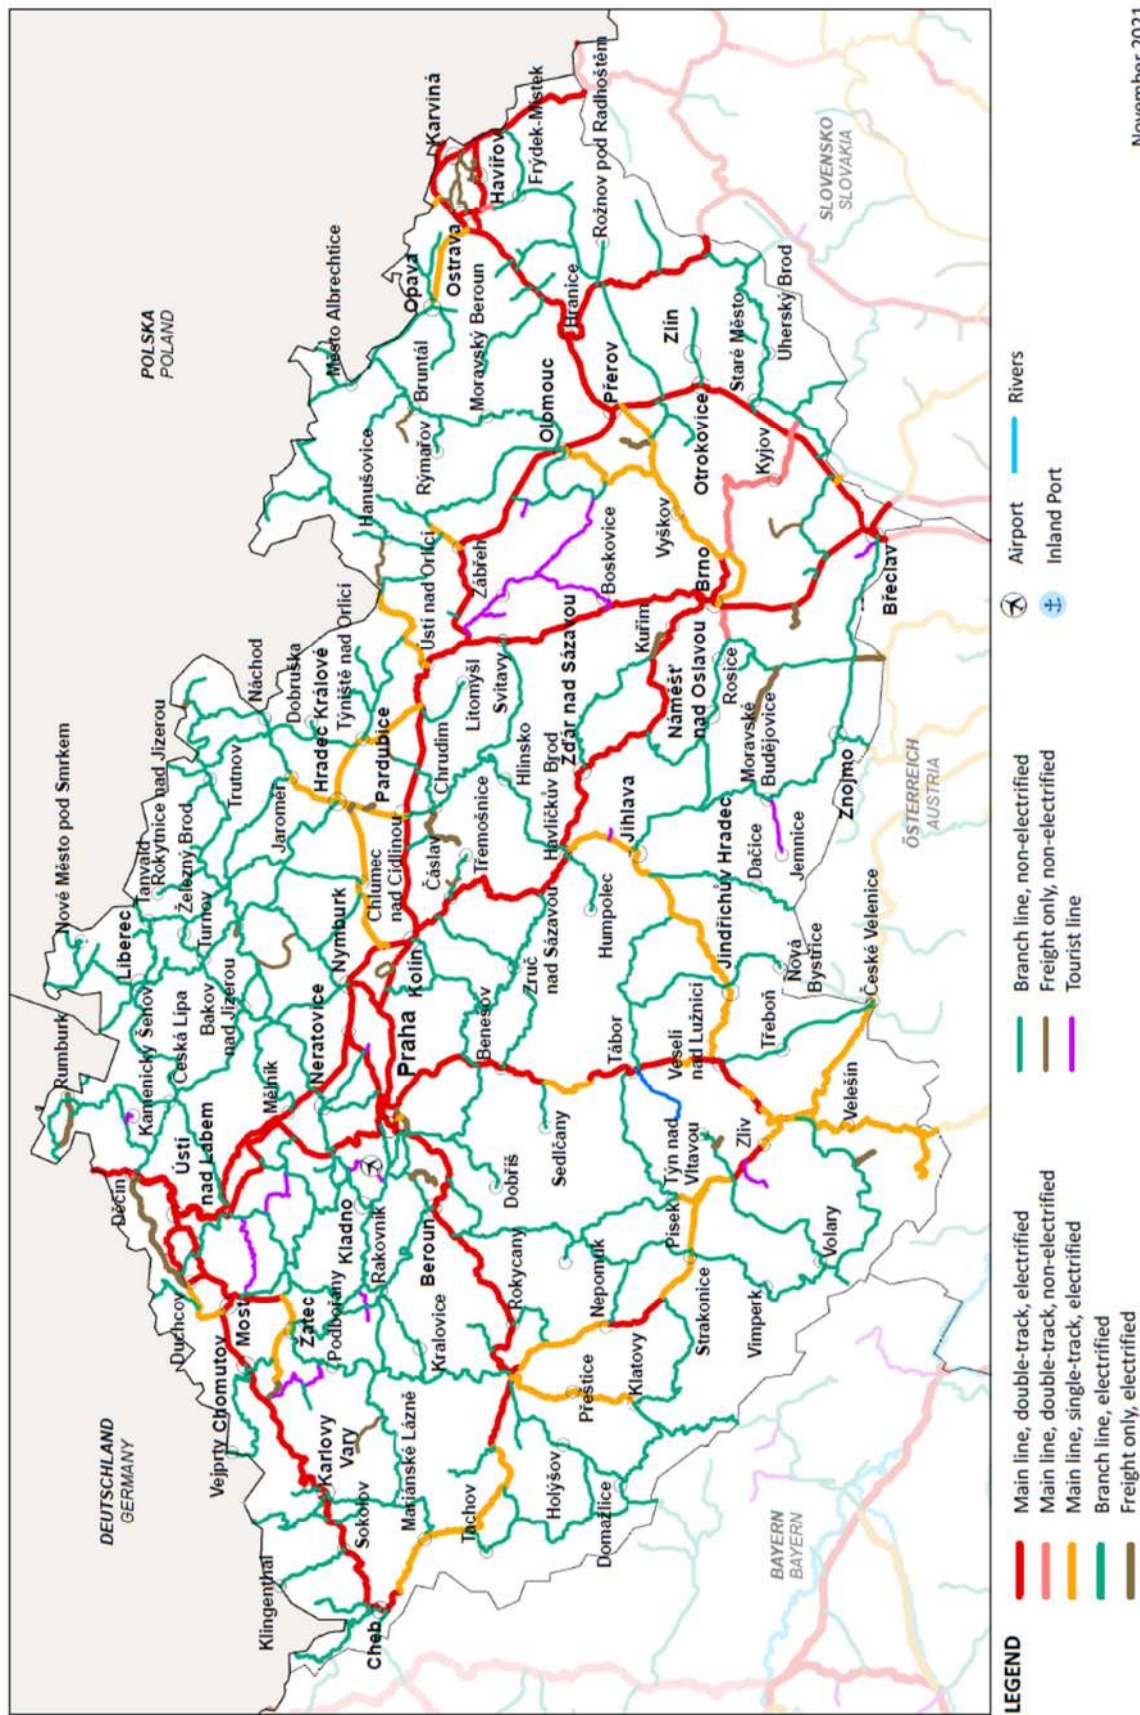 DEUTSCHLAND
GERMANY
POLSKA
POLAND
SLOVENSKO
SLOVAKIA
ÖSTERREICH
AUSTRIA
BAYERN
BAYERN
Nové Město pod Smrkem
Rumburk
Liberec
Tanvald
Rokytnice nad Jizerou
Železný Brod
Turnov
Kamenický Šenov
Česká Lípa
Bakov
nad Jizerou
Děčín
Ústí
nad Labem
Mělník
Neratovice
Nymburk
Trutnov
Náchod
Dobruška
Jaroměř
Hradec Králové
Týniště nad Orlicí
Chlumec
nad Cidlinou
Pardubice
Duchcov
Most
Chomutov
Vejprty
Žatec
Podbořany
Kladno
Rakovník
Kralovice
Karlovy
Vary
Sokolov
Klingenthal
Cheb
Mariánské Lázně
Tachov
Beroun
Rokycany
Praha
Kolín
Čáslav
Třemošnice
Chrudim
Hlinsko
Litomyšl
Svitavy
Ústí nad Orlicí
Zábřeh
Hanušovice
Město Albrechtice
Bruntál
Rýmařov
Moravský Beroun
Opava
Ostrava
Karviná
Havířov
Frýdek-Místek
Rožnov pod Radhoštěm
Hranice
Olomouc
Přerov
Zlín
Otrokovice
Staré Město
Uherský Brod
Kyjov
Vyškov
Boskovice
Brno
Kuřim
Břeclav
Žďár nad Sázavou
Havlíčkův Brod
Náměšť
nad Oslavou
Rosice
Moravské
Budějovice
Znojmo
Jemnice
Dačice
Jihlava
Humpolec
Zruč
nad Sázavou
Benešov
Dobříš
Sedlčany
Tábor
Jindřichův Hradec
Nová
Bystřice
Veselí
nad Lužnicí
Třeboň
České Velenice
Velešín
Týn nad
Vltavou
Zliv
Písek
Strakonice
Nepomuk
Přeštice
Klatovy
Holýšov
Domažlice
Vimperk
Volary
LEGEND
Main line, double-track, electrified
Main line, double-track, non-electrified
Main line, single-track, electrified
Branch line, electrified
Freight only, electrified
Branch line, non-electrified
Freight only, non-electrified
Tourist line
Airport
Inland Port
Rivers
November 2021